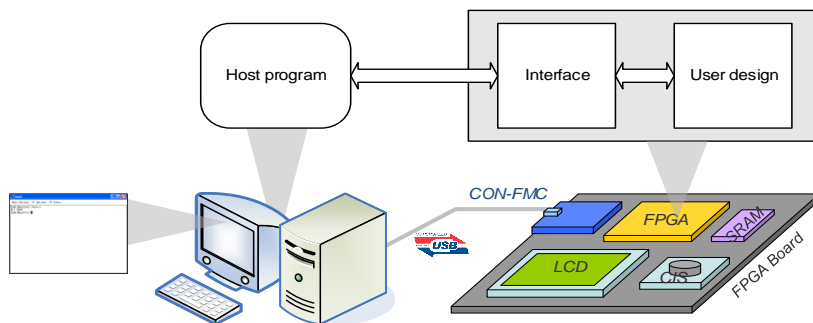 Host program
Interface
User design
CON-FMC
FPGA
SRAM
USB
LCD
CIS
FPGA Board